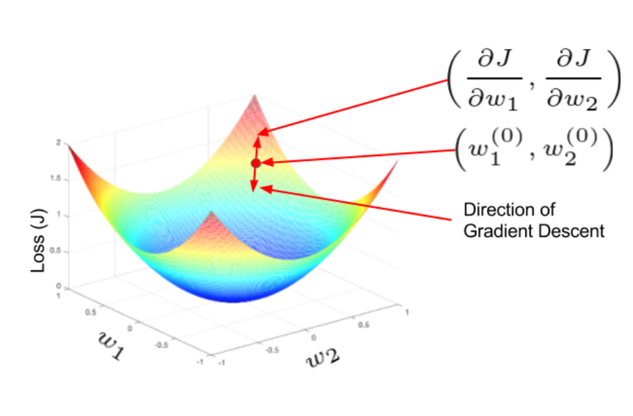 (∂J/∂w₁, ∂J/∂w₂)
(w₁⁽⁰⁾, w₂⁽⁰⁾)
Direction of
Gradient Descent
Loss (J)
2
1.5
1
0.5
0
1
0.5
0
-0.5
-1
w₁
-1
-0.5
0
0.5
1
w₂